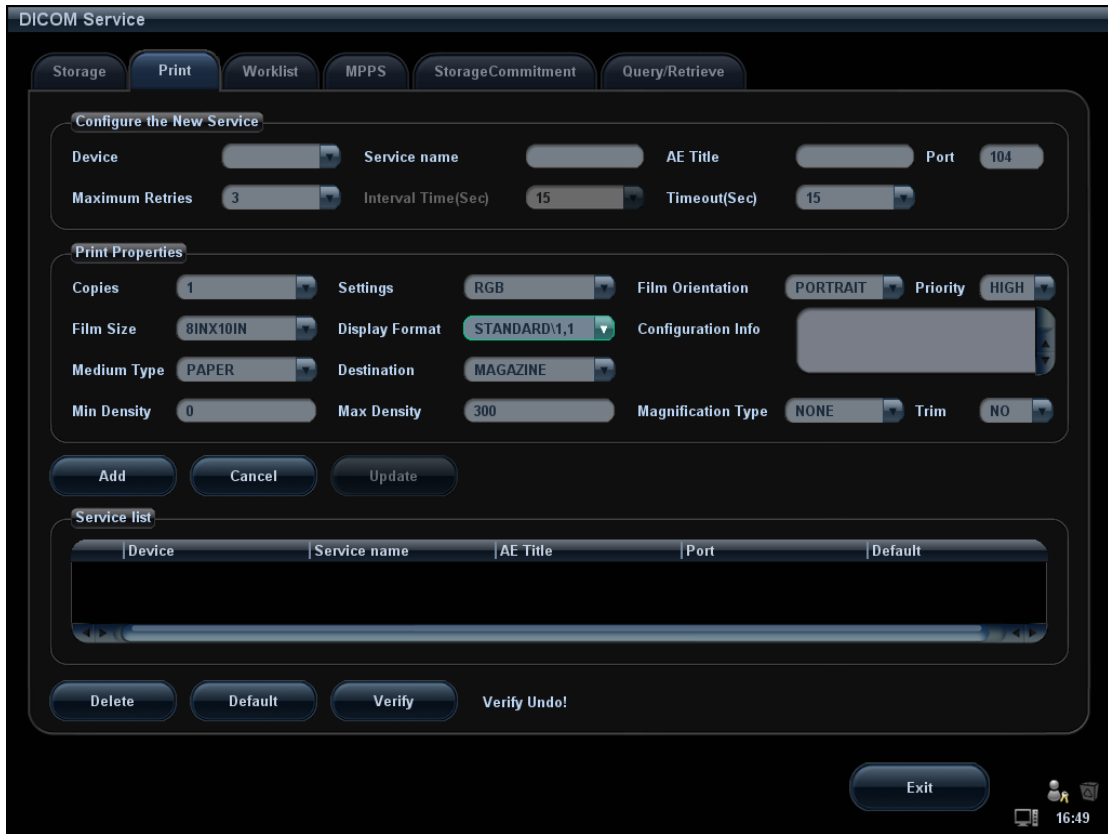 DICOM Service
Storage Print Worklist MPPS StorageCommitment Query/Retrieve
Configure the New Service
Device Service name AE Title Port 104
Maximum Retries 3 Interval Time(Sec) 15 Timeout(Sec) 15
Print Properties
Copies 1 Settings RGB Film Orientation PORTRAIT Priority HIGH
Film Size 8INX10IN Display Format STANDARD\1,1 Configuration Info
Medium Type PAPER Destination MAGAZINE
Min Density 0 Max Density 300 Magnification Type NONE Trim NO
Add Cancel Update
Service list
Device Service name AE Title Port Default
Delete Default Verify Verify Undo!
Exit
16:49